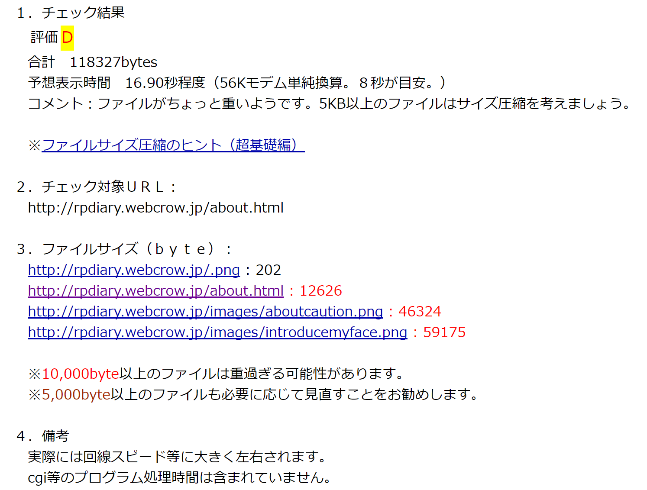 １．チェック結果
評価 D
合計　118327bytes
予想表示時間　16.90秒程度（56Kモデム単純換算。８秒が目安。）
コメント：ファイルがちょっと重いようです。5KB以上のファイルはサイズ圧縮を考えましょう。
※ファイルサイズ圧縮のヒント（超基礎編）
２．チェック対象ＵＲＬ：
http://rpdiary.webcrow.jp/about.html
３．ファイルサイズ（ｂｙｔｅ）：
http://rpdiary.webcrow.jp/.png : 202
http://rpdiary.webcrow.jp/about.html : 12626
http://rpdiary.webcrow.jp/images/aboutcaution.png : 46324
http://rpdiary.webcrow.jp/images/introducemyface.png : 59175
※10,000byte以上のファイルは重過ぎる可能性があります。
※5,000byte以上のファイルも必要に応じて見直すことをお勧めします。
４．備考
実際には回線スピード等に大きく左右されます。
cgi等のプログラム処理時間は含まれていません。